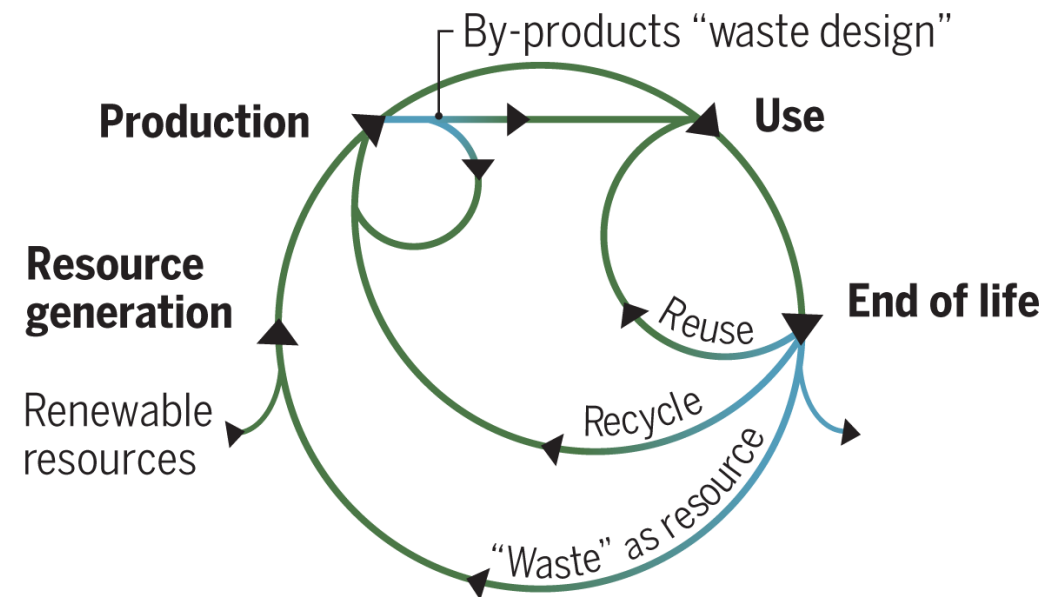 By-products “waste design”
Production
Use
Resource
generation
End of life
Reuse
Renewable
resources
Recycle
“Waste” as resource